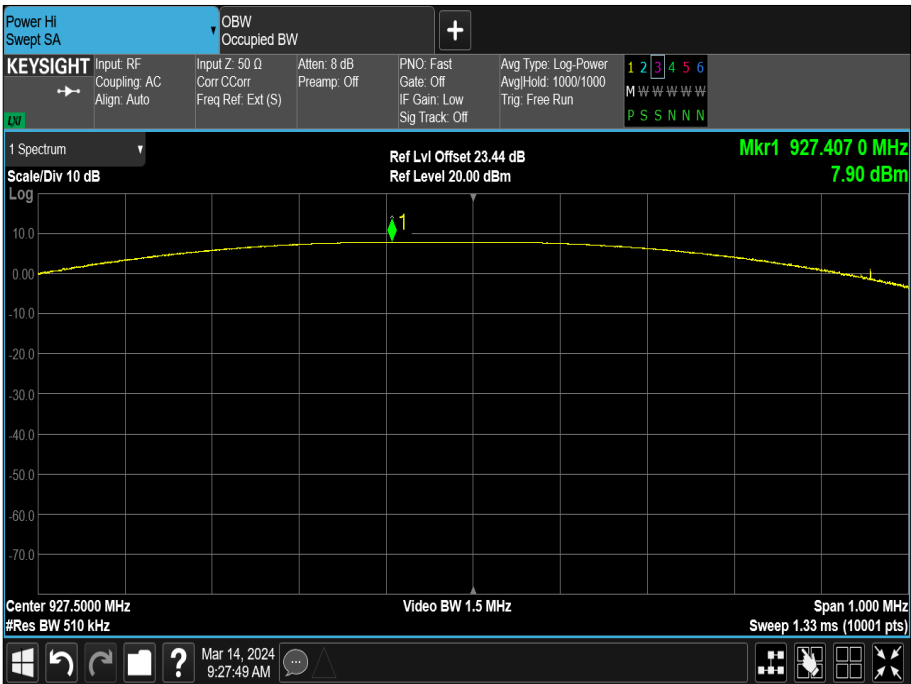 Power Hi
Swept SA
OBW
Occupied BW
KEYSIGHT
LXI
Input: RF
Coupling: AC
Align: Auto
Input Z: 50 Ω
Corr CCorr
Freq Ref: Ext (S)
Atten: 8 dB
Preamp: Off
PNO: Fast
Gate: Off
IF Gain: Low
Sig Track: Off
Avg Type: Log-Power
Avg|Hold: 1000/1000
Trig: Free Run
1 2 3 4 5 6
M W W W W W
P S S N N N
1 Spectrum
Scale/Div 10 dB
Log
Ref Lvl Offset 23.44 dB
Ref Level 20.00 dBm
Mkr1 927.407 0 MHz
7.90 dBm
1
10.0
0.00
-10.0
-20.0
-30.0
-40.0
-50.0
-60.0
-70.0
Center 927.5000 MHz
#Res BW 510 kHz
Video BW 1.5 MHz
Span 1.000 MHz
Sweep 1.33 ms (10001 pts)
?
Mar 14, 2024
9:27:49 AM